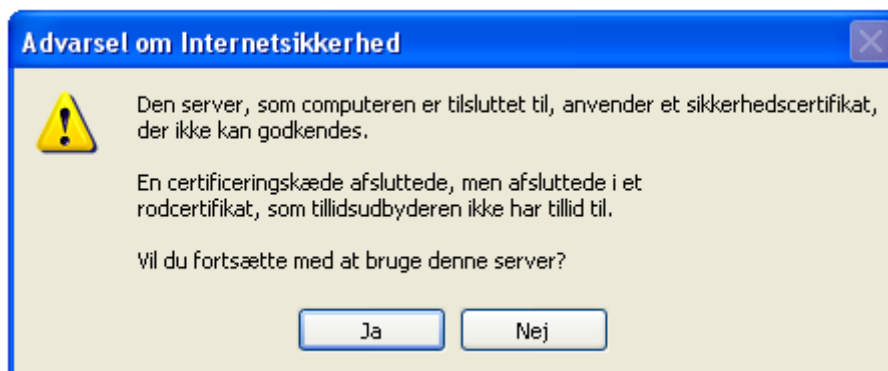 Advarsel om Internetsikkerhed
Den server, som computeren er tilsluttet til, anvender et sikkerhedscertifikat,
der ikke kan godkendes.
En certificeringskæde afsluttede, men afsluttede i et
rodcertifikat, som tillidsudbyderen ikke har tillid til.
Vil du fortsætte med at bruge denne server?
Ja Nej